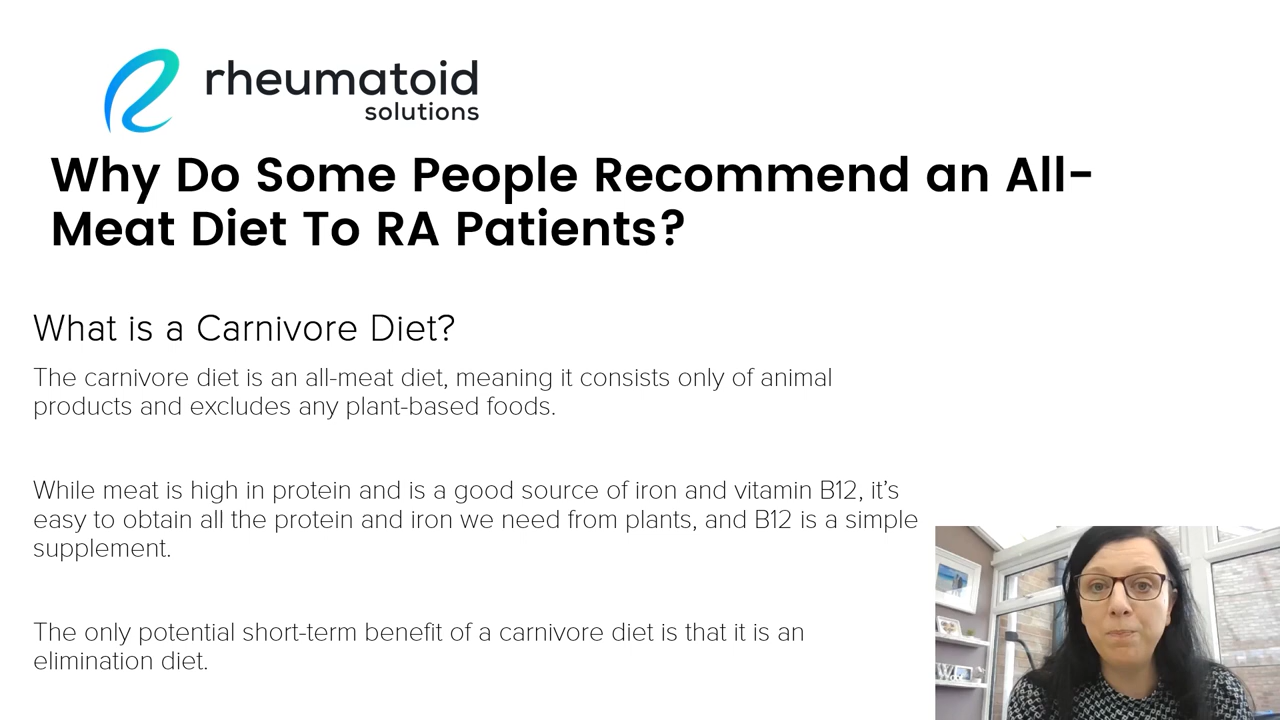 rheumatoid
solutions
Why Do Some People Recommend an All-
Meat Diet To RA Patients?
What is a Carnivore Diet?
The carnivore diet is an all-meat diet, meaning it consists only of animal
products and excludes any plant-based foods.
While meat is high in protein and is a good source of iron and vitamin B12, it’s
easy to obtain all the protein and iron we need from plants, and B12 is a simple
supplement.
The only potential short-term benefit of a carnivore diet is that it is an
elimination diet.